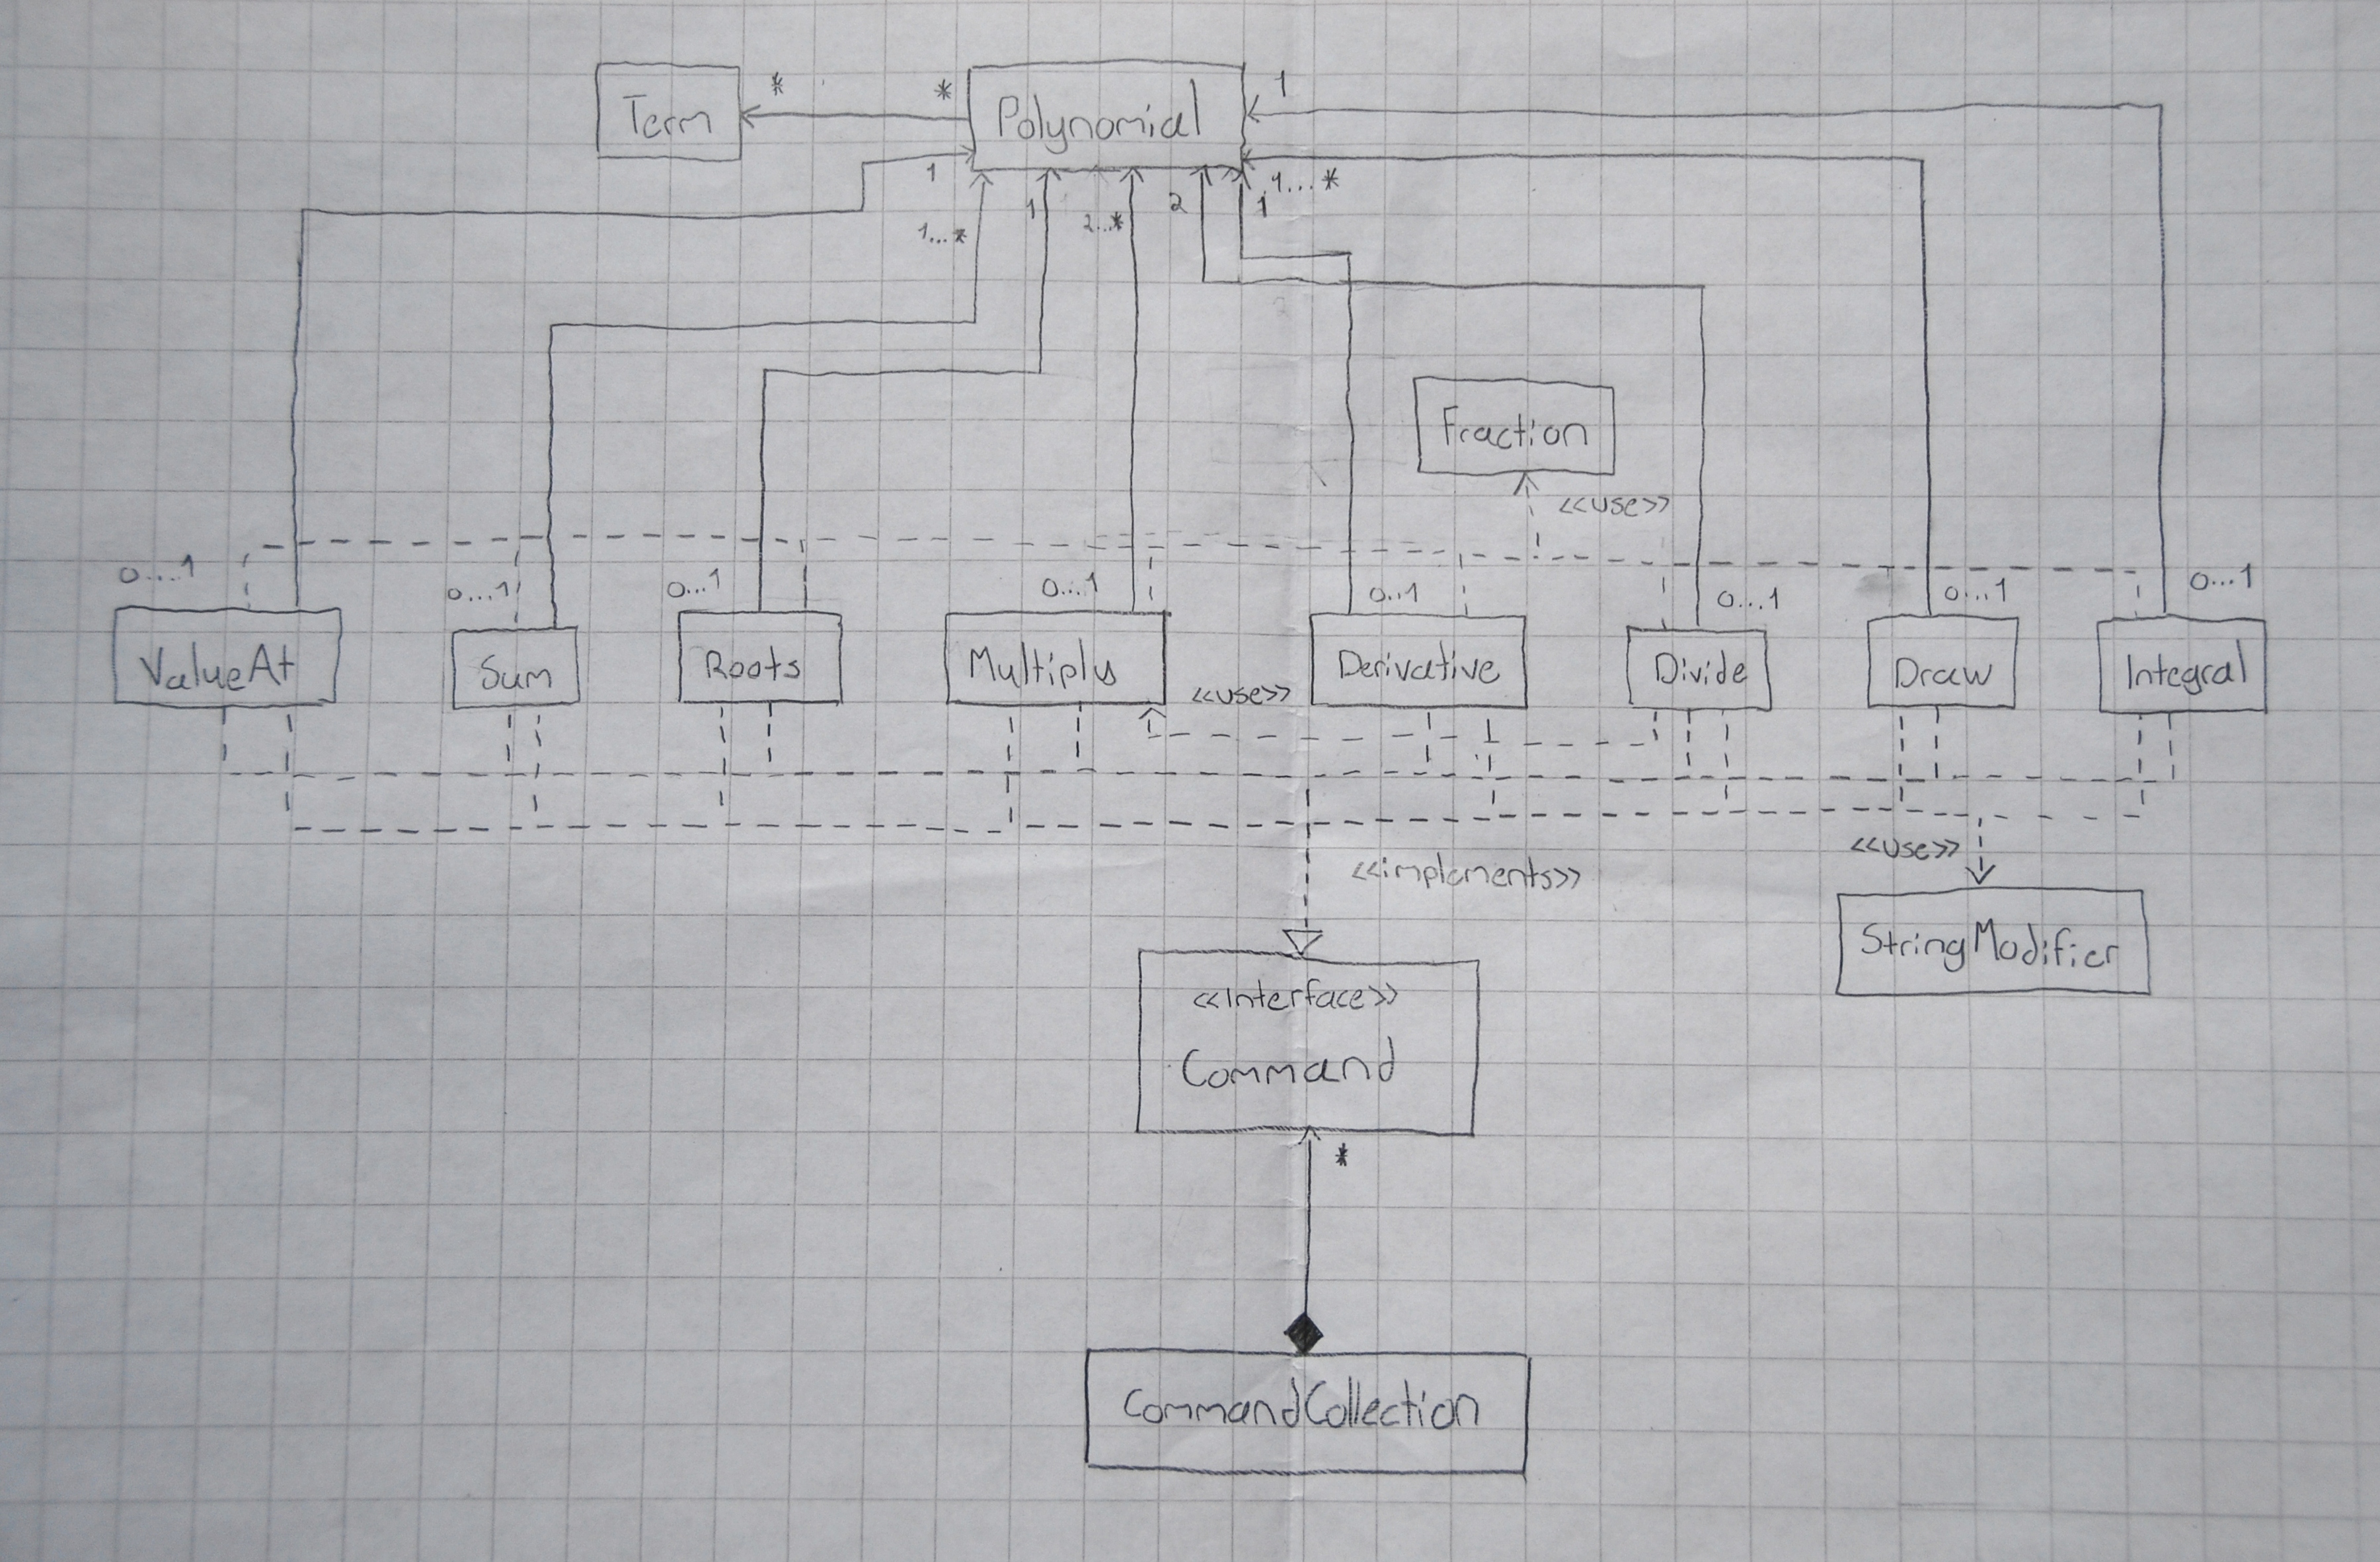 * * 1
Term Polynomial
1 1...*
1 2 1
1...* 2...*
Fraction
<<use>>
0...1 0...1 0...1 0...1 0..1 0...1 0...1 0...1
ValueAt Sum Roots Multiply Derivative Divide Draw Integral
<<use>>
<<use>>
<<implements>>
StringModifier
<<Interface>>
Command
*
CommandCollection